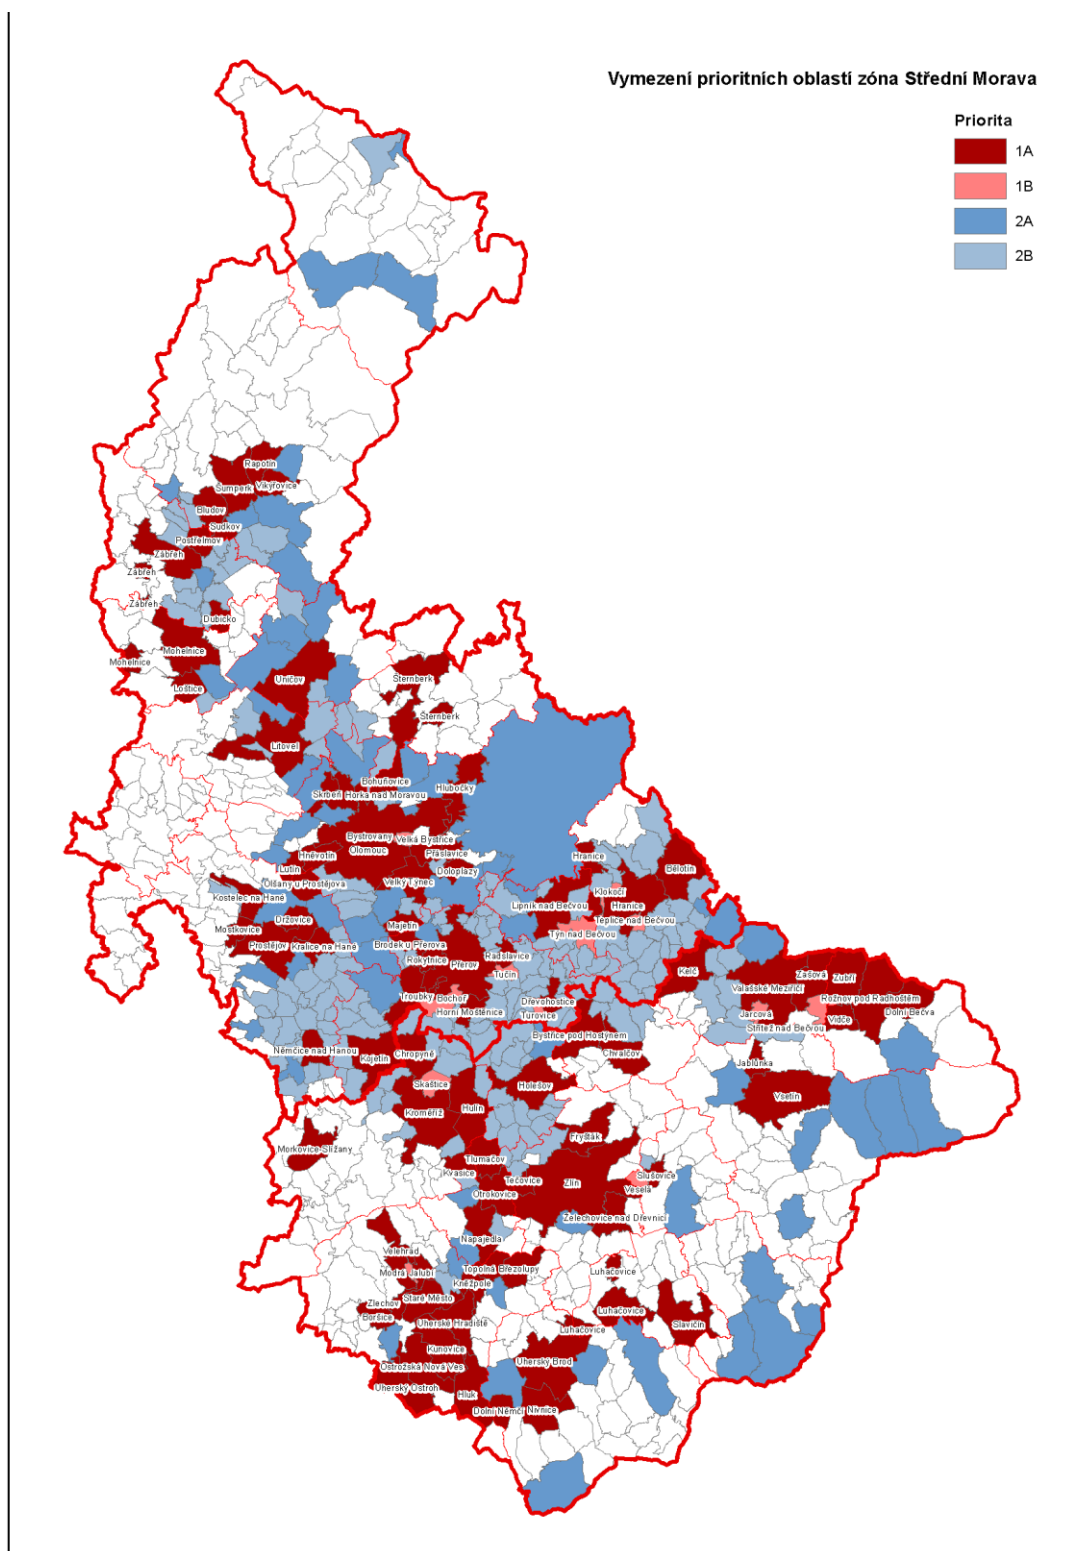 Vymezení prioritních oblastí zóna Střední Morava
Priorita
1A
1B
2A
2B
Rapotín
Šumperk
Vikýřovice
Bludov
Sudkov
Postřelmov
Zábřeh
Zábřeh
Zábřeh
Dubicko
Mohelnice
Mohelnice
Loštice
Uničov
Šternberk
Šternberk
Litovel
Bohuňovice
Hlubočky
Skrbeň
Horka nad Moravou
Bystrovany
Velká Bystřice
Olomouc
Hněvotín
Přáslavice
Hranice
Bělotín
Lutín
Doloplazy
Olšany u Prostějova
Velký Týnec
Klokočí
Kostelec na Hané
Lipník nad Bečvou
Hranice
Držovice
Majetín
Teplice nad Bečvou
Mostkovice
Týn nad Bečvou
Prostějov
Kralice na Hané
Brodek u Přerova
Rokytnice
Radslavice
Přerov
Tučín
Kelč
Zašová
Zubří
Valašské Meziříčí
Troubky
Bochoř
Dřevohostice
Rožnov pod Radhoštěm
Horní Moštěnice
Turovice
Jarcová
Vidče
Dolní Bečva
Střítež nad Bečvou
Bystřice pod Hostýnem
Němčice nad Hanou
Kojetín
Chropyně
Chvalčov
Jablůnka
Skaštice
Holešov
Vsetín
Kroměříž
Hulín
Fryšták
Morkovice-Slížany
Tlumačov
Kvasice
Těčovice
Zlín
Slušovice
Otrokovice
Veselá
Želechovice nad Dřevnicí
Napajedla
Velehrad
Topolná
Březolupy
Modrá
Jalubí
Luhačovice
Kněžpole
Staré Město
Zlechov
Luhačovice
Boršice
Uherské Hradiště
Luhačovice
Slavičín
Kunovice
Ostrožská Nová Ves
Uherský Brod
Uherský Ostroh
Hluk
Dolní Němčí
Nivnice